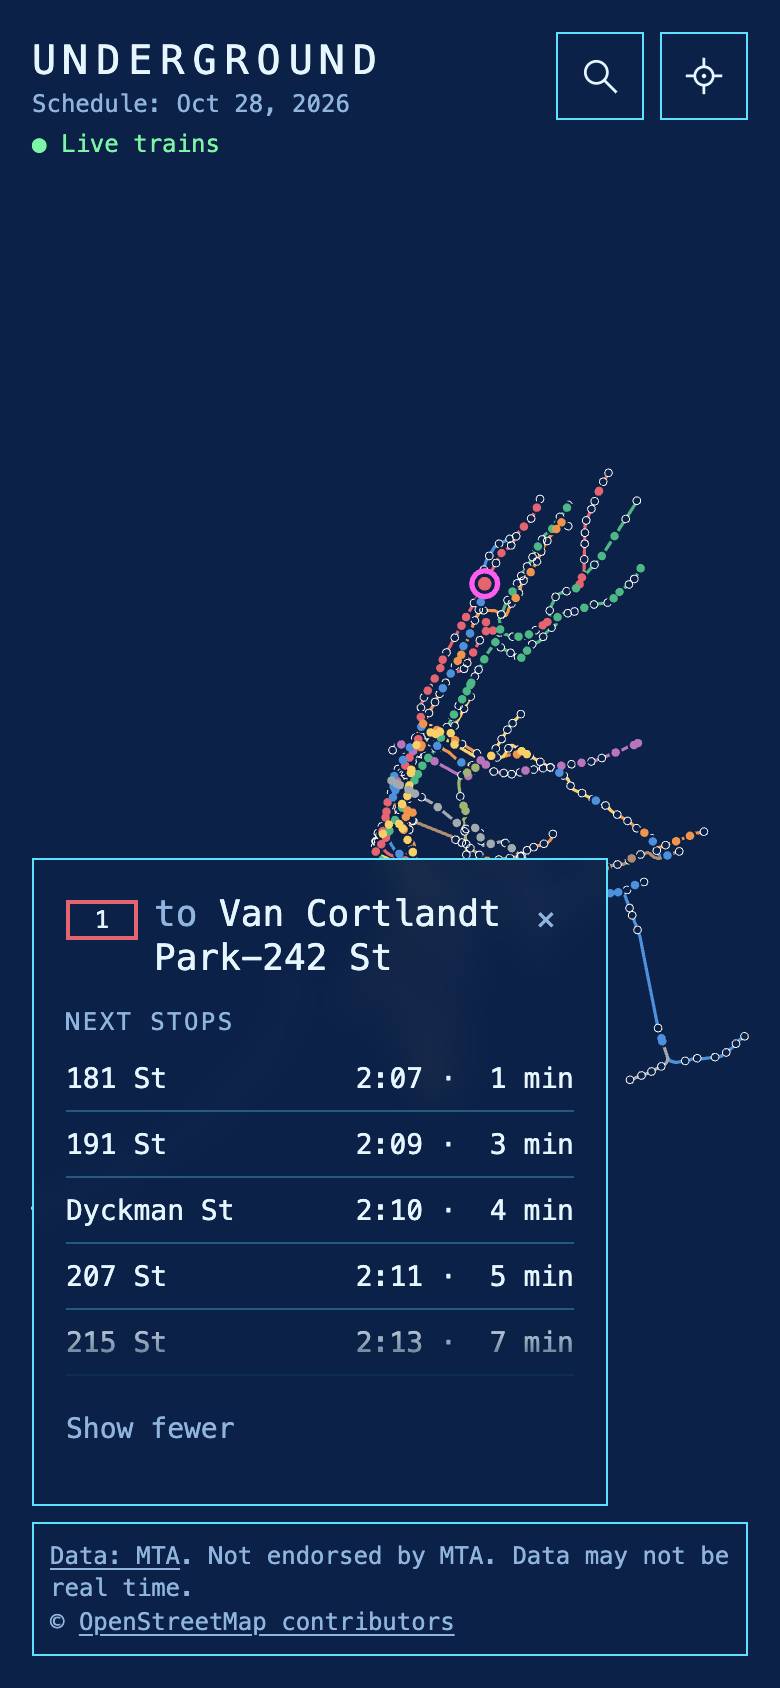 UNDERGROUND
Schedule: Oct 28, 2026
● Live trains
1 to Van Cortlandt
Park–242 St
×
NEXT STOPS
181 St 2:07 · 1 min
191 St 2:09 · 3 min
Dyckman St 2:10 · 4 min
207 St 2:11 · 5 min
215 St 2:13 · 7 min
Show fewer
Data: MTA. Not endorsed by MTA. Data may not be
real time.
© OpenStreetMap contributors